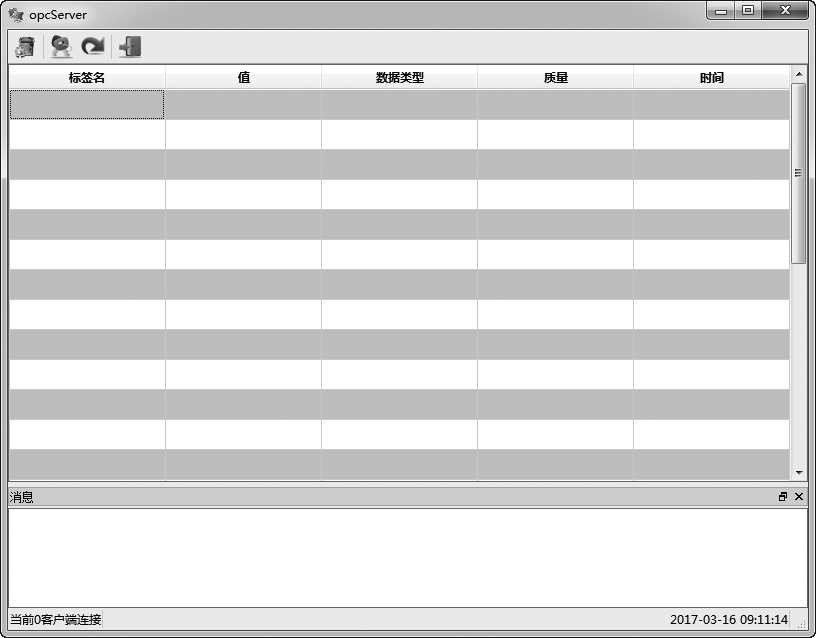 opcServer
标签名 值 数据类型 质量 时间
消息
当前0客户端连接 2017-03-16 09:11:14